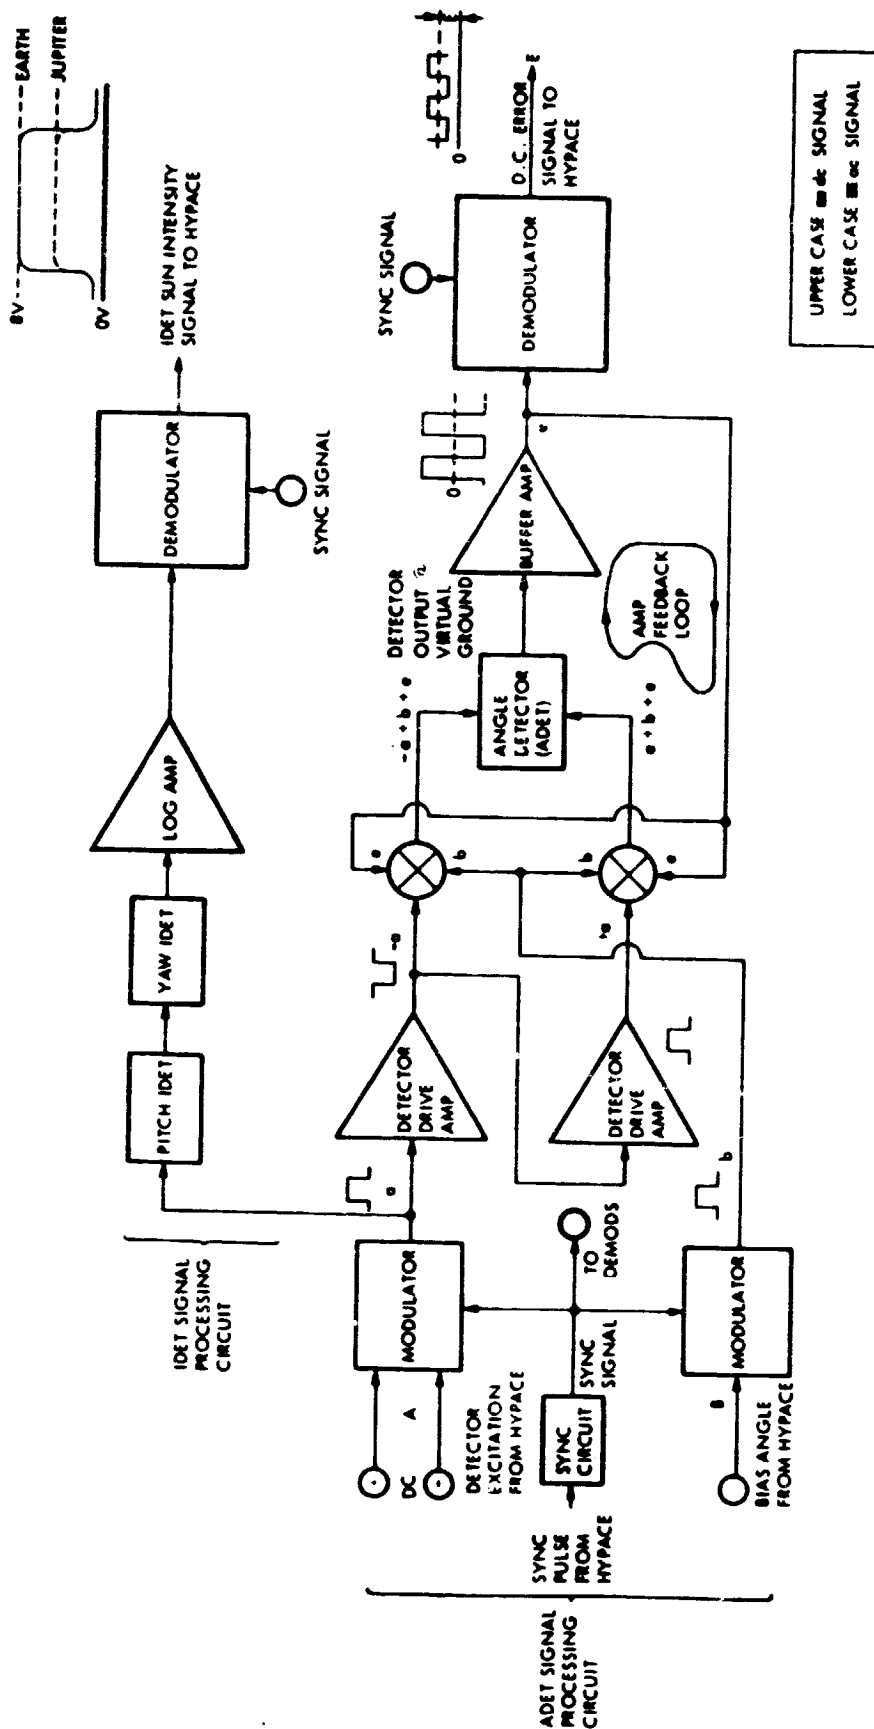 8V
EARTH
JUPITER
0V
IDET SUN INTENSITY
SIGNAL TO HYPACE
IDET SIGNAL
PROCESSING
CIRCUIT
PITCH IDET
YAW IDET
LOG AMP
DEMODULATOR
SYNC SIGNAL
ADET SIGNAL
PROCESSING
CIRCUIT
DC
A
DETECTOR
EXCITATION
FROM HYPACE
MODULATOR
a
DETECTOR
DRIVE
AMP
-a
e
b
-a + b + e
DETECTOR
OUTPUT
VIRTUAL
GROUND
ANGLE
DETECTOR
(ADET)
BUFFER AMP
0
e
SYNC SIGNAL
DEMODULATOR
0
E
D.C. ERROR
SIGNAL TO
HYPACE
E
SYNC
PULSE
FROM
HYPACE
SYNC
CIRCUIT
SYNC
SIGNAL
TO
DEMODS
DETECTOR
DRIVE
AMP
+a
b
e
a + b + e
AMP
FEEDBACK
LOOP
B
BIAS ANGLE
FROM HYPACE
MODULATOR
b
UPPER CASE ≡ dc SIGNAL
LOWER CASE ≡ ac SIGNAL